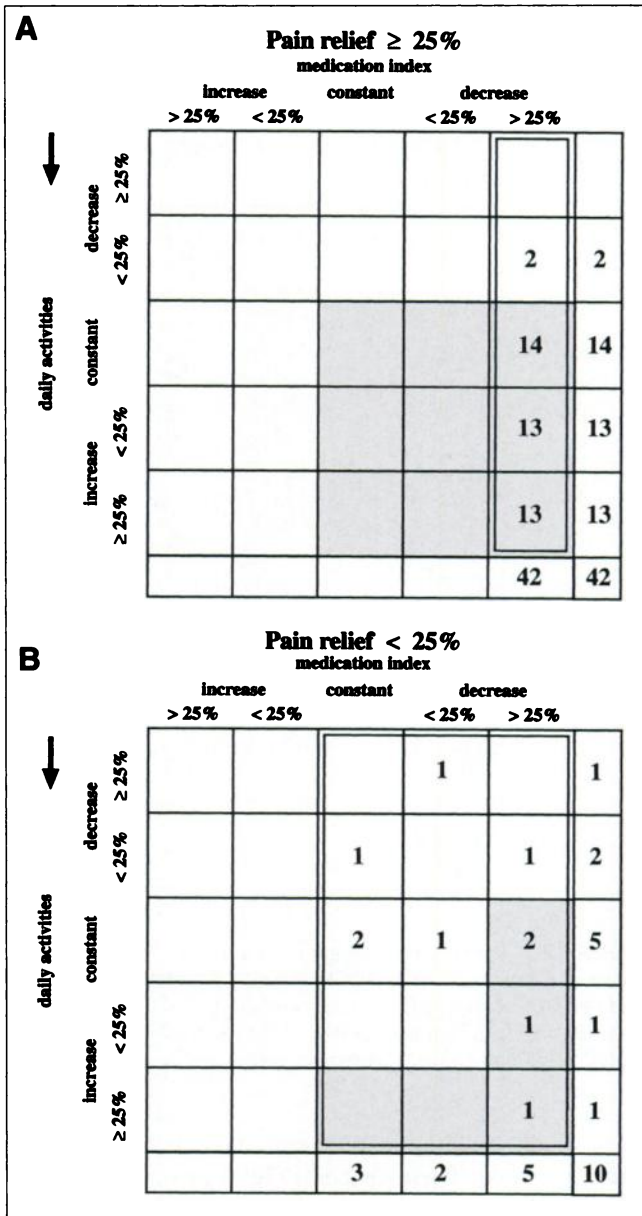 A
Pain relief ≥ 25%
medication index
increase constant decrease
> 25% < 25% < 25% > 25%
daily activities
decrease
≥ 25%
< 25%
2 2
constant
14 14
increase
< 25%
13 13
≥ 25%
13 13
42 42
B
Pain relief < 25%
medication index
increase constant decrease
> 25% < 25% < 25% > 25%
daily activities
decrease
≥ 25%
1 1
< 25%
1 1 2
constant
2 1 2 5
increase
< 25%
1 1
≥ 25%
1 1
3 2 5 10